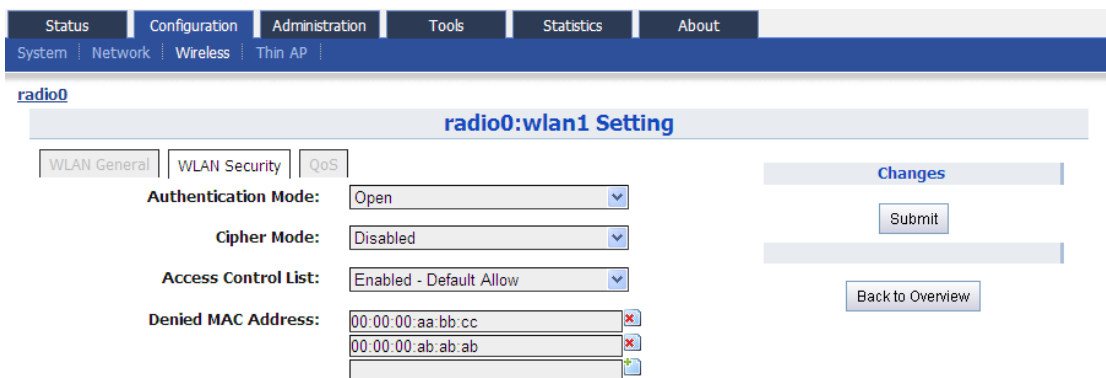 Status Configuration Administration Tools Statistics About
System Network Wireless Thin AP
radio0
radio0:wlan1 Setting
WLAN General WLAN Security QoS
Authentication Mode: Open
Cipher Mode: Disabled
Access Control List: Enabled - Default Allow
Denied MAC Address: 00:00:00:aa:bb:cc
00:00:00:ab:ab:ab
Changes
Submit
Back to Overview